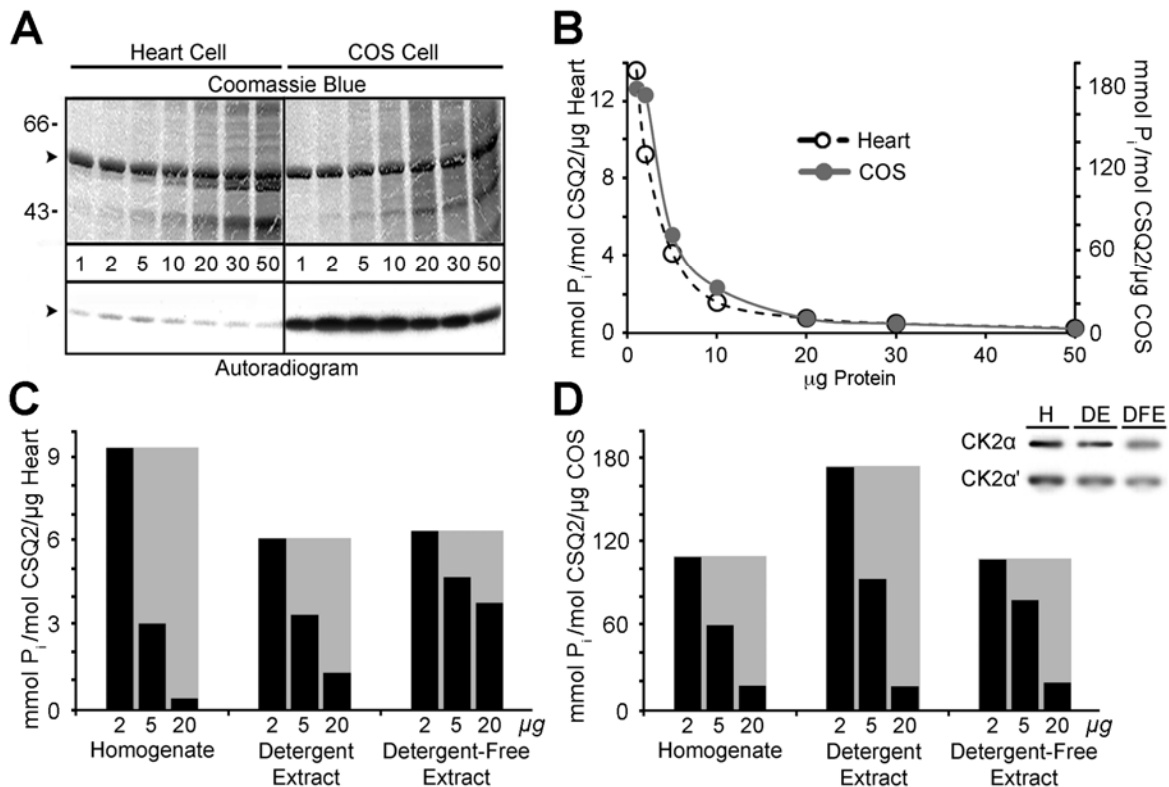 A
Heart Cell COS Cell
Coomassie Blue
66-
43-
1 2 5 10 20 30 50 1 2 5 10 20 30 50
Autoradiogram
B
mmol Pi/mol CSQ2/µg Heart
12
8
4
0
Heart
COS
180
120
60
0
mmol Pi/mol CSQ2/µg COS
0 10 20 30 40 50
µg Protein
C
mmol Pi/mol CSQ2/µg Heart
9
6
3
0
2 5 20 2 5 20 2 5 20 µg
Homogenate Detergent Extract Detergent-Free Extract
D
mmol Pi/mol CSQ2/µg COS
180
120
60
0
H DE DFE
CK2α
CK2α'
2 5 20 2 5 20 2 5 20 µg
Homogenate Detergent Extract Detergent-Free Extract